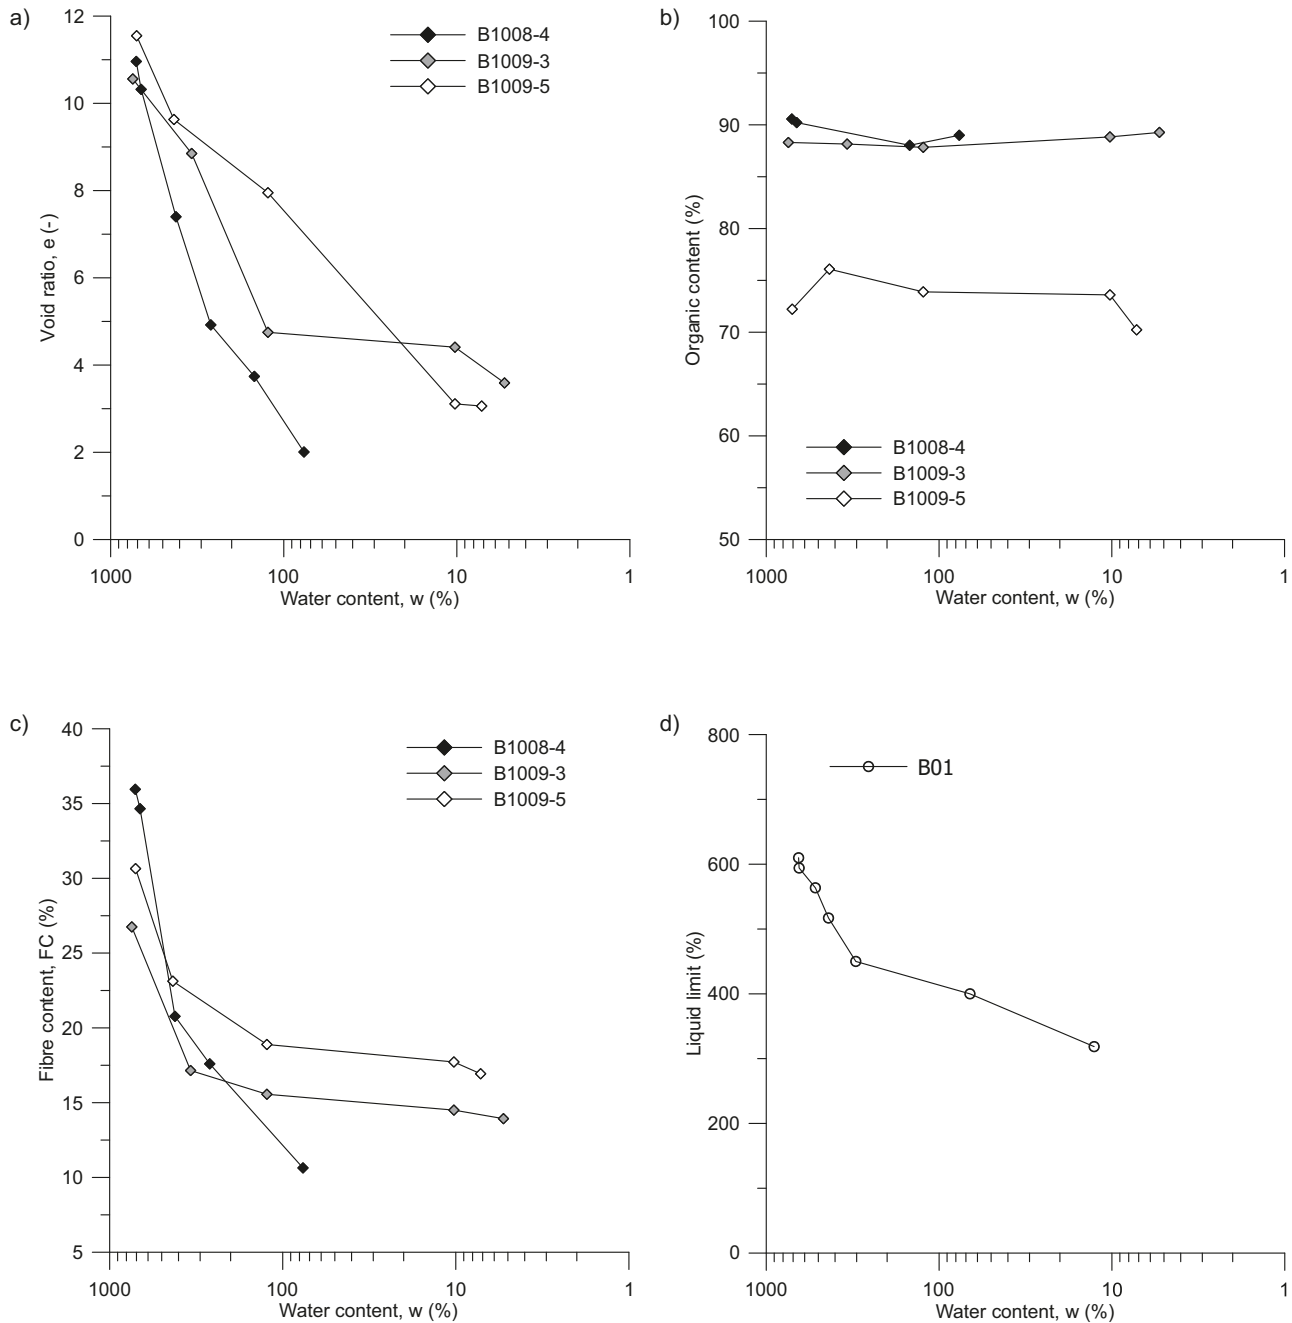 a)
12
10
8
6
4
2
0
Void ratio, e (-)
B1008-4
B1009-3
B1009-5
1000
100
10
1
Water content, w (%)
b)
100
90
80
70
60
50
Organic content (%)
B1008-4
B1009-3
B1009-5
1000
100
10
1
Water content, w (%)
c)
40
35
30
25
20
15
10
5
Fibre content, FC (%)
B1008-4
B1009-3
B1009-5
1000
100
10
1
Water content, w (%)
d)
800
600
400
200
0
Liquid limit (%)
B01
1000
100
10
1
Water content, w (%)